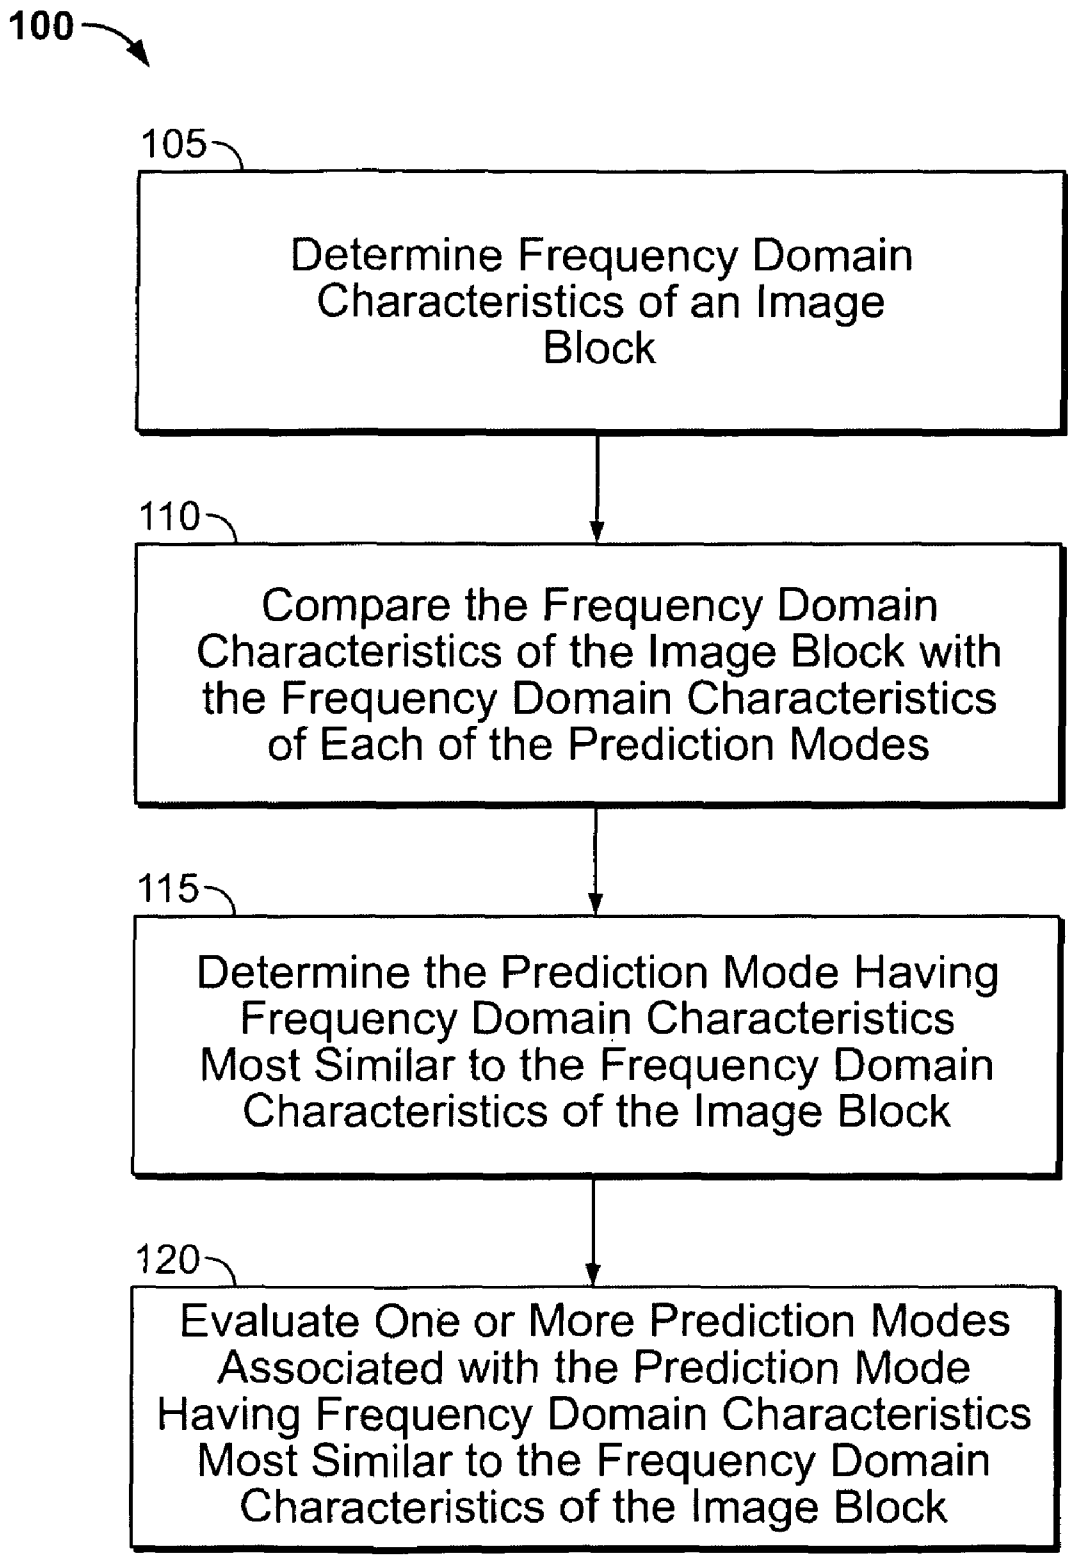 100
105
Determine Frequency Domain
Characteristics of an Image
Block
110
Compare the Frequency Domain
Characteristics of the Image Block with
the Frequency Domain Characteristics
of Each of the Prediction Modes
115
Determine the Prediction Mode Having
Frequency Domain Characteristics
Most Similar to the Frequency Domain
Characteristics of the Image Block
120
Evaluate One or More Prediction Modes
Associated with the Prediction Mode
Having Frequency Domain Characteristics
Most Similar to the Frequency Domain
Characteristics of the Image Block